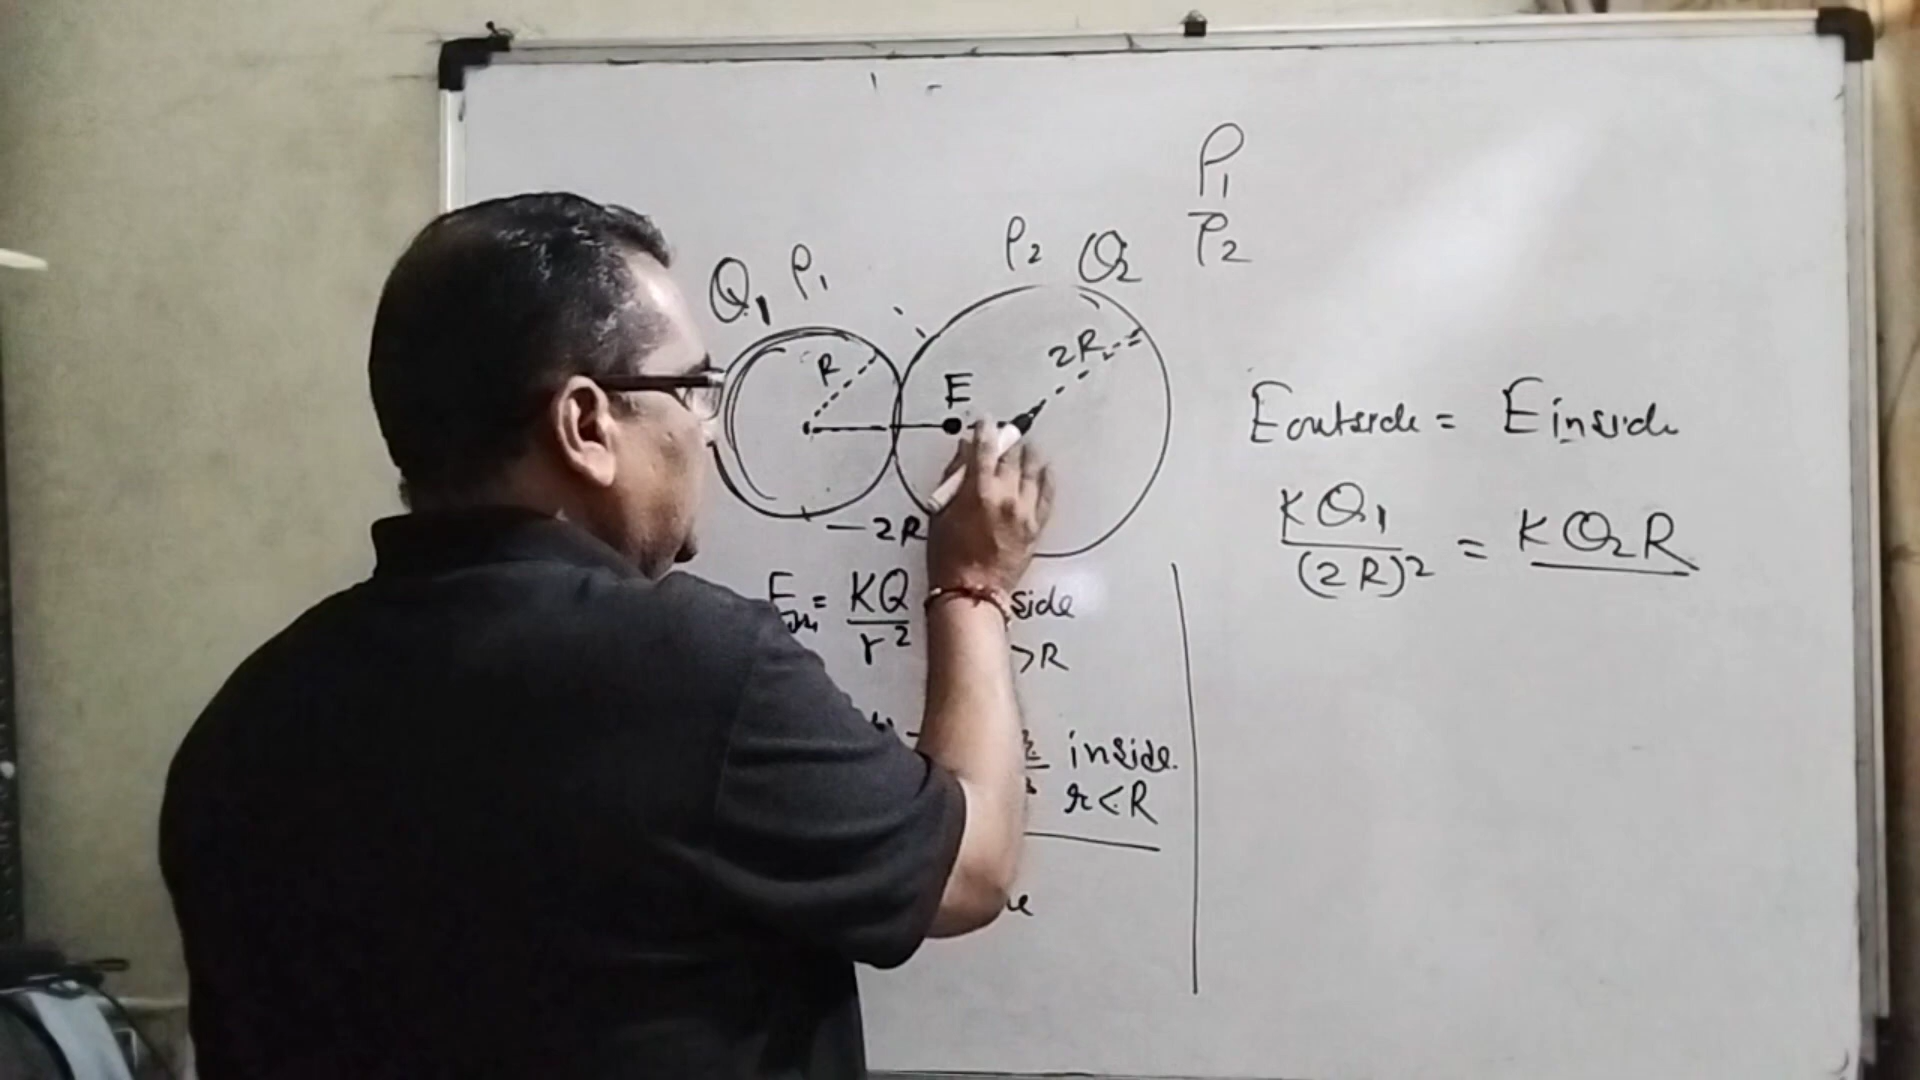 ρ₁
ρ₂
Q₁ ρ₁
ρ₂ Q₂
R
2R
E
2R
E = KQ
r²
side
>R
inside
r<R
Eoutside = Einside
KQ₁ = KQ₂R
(2R)²